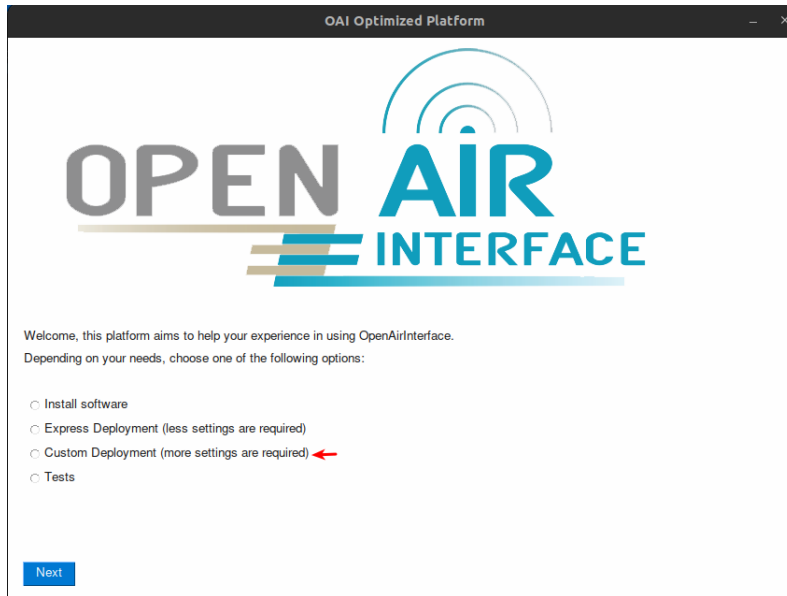 OAI Optimized Platform
OPEN AIR
INTERFACE
Welcome, this platform aims to help your experience in using OpenAirInterface.
Depending on your needs, choose one of the following options:
Install software
Express Deployment (less settings are required)
Custom Deployment (more settings are required)
Tests
Next